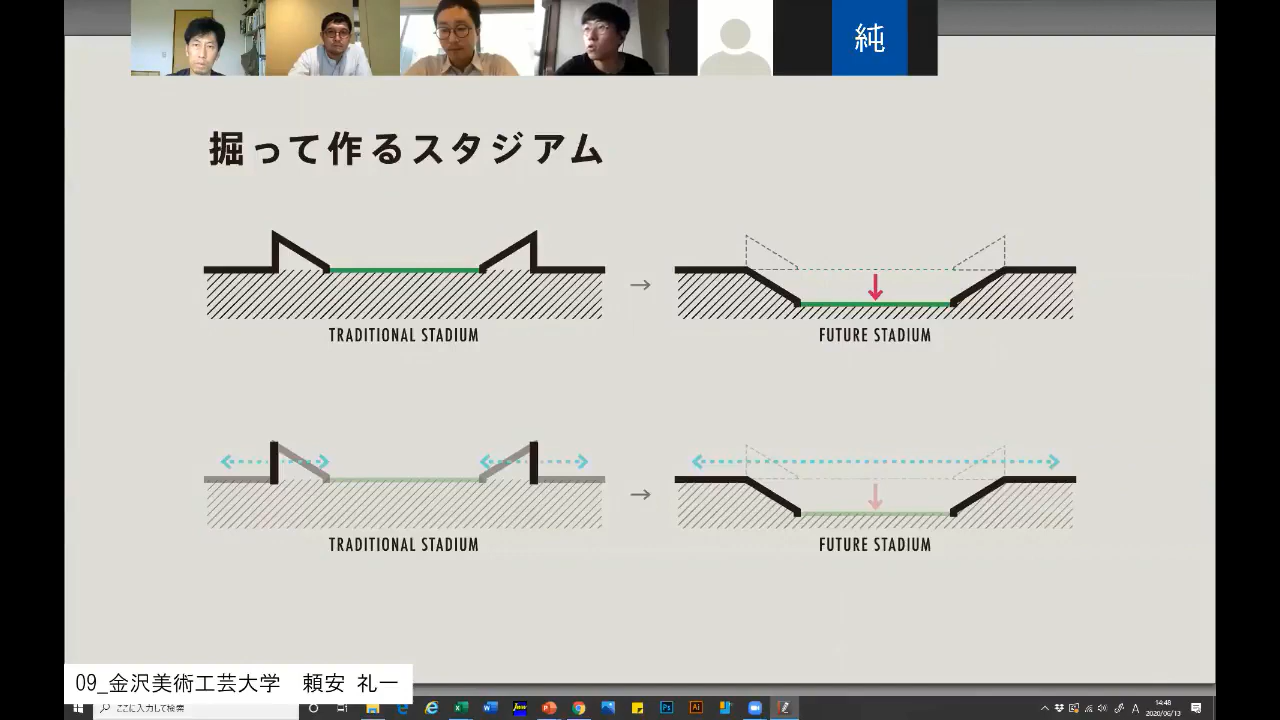 純
掘って作るスタジアム
TRADITIONAL STADIUM
→
FUTURE STADIUM
TRADITIONAL STADIUM
→
FUTURE STADIUM
09_金沢美術工芸大学　頼安 礼一
ここに入力して検索
Ps
Ai
A
14:48
2020/06/13